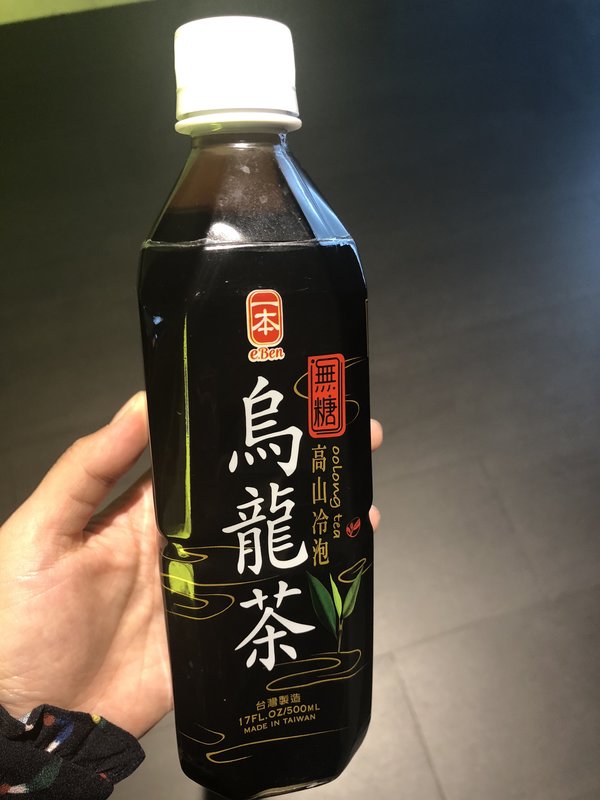 一本
e.Ben
無糖
烏龍茶
高山冷泡
oolong tea
台灣製造
17FL.OZ/500ML
MADE IN TAIWAN